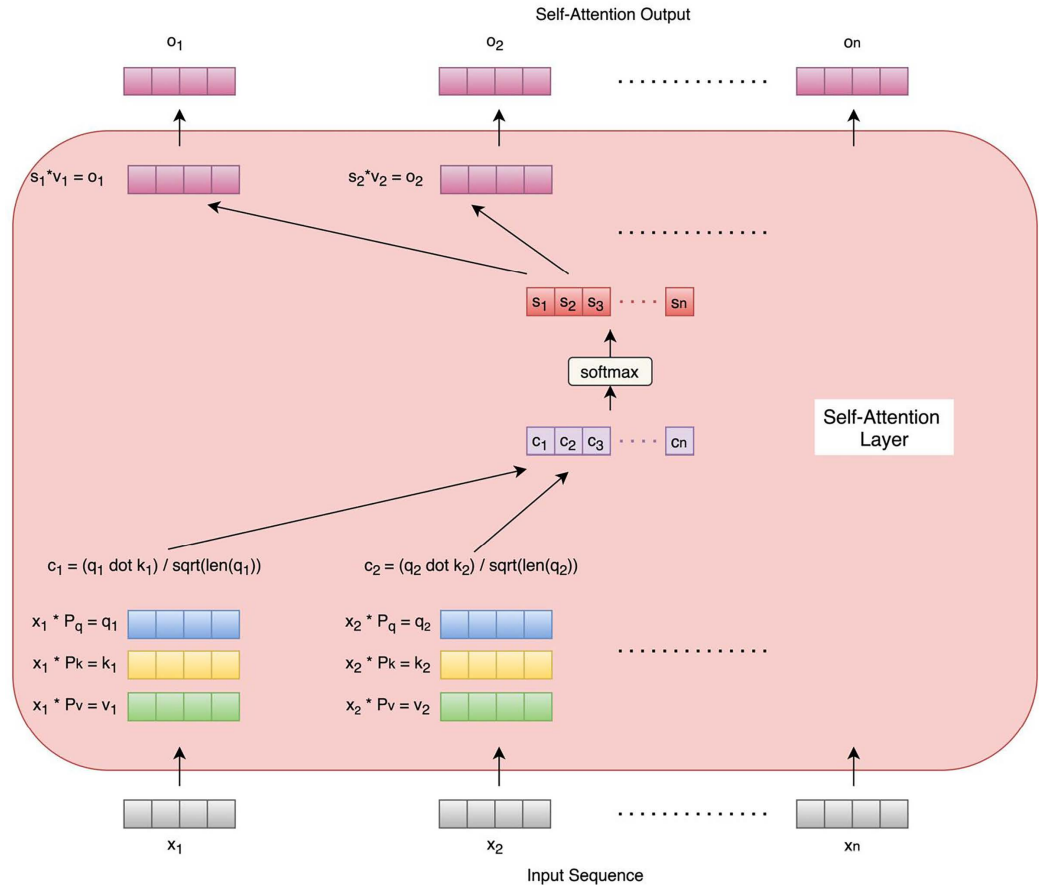 Self-Attention Output
o1 o2 on
s1*v1 = o1 s2*v2 = o2
s1 s2 s3 sn
softmax
c1 c2 c3 cn
Self-Attention
Layer
c1 = (q1 dot k1) / sqrt(len(q1)) c2 = (q2 dot k2) / sqrt(len(q2))
x1 * Pq = q1 x2 * Pq = q2
x1 * Pk = k1 x2 * Pk = k2
x1 * Pv = v1 x2 * Pv = v2
x1 x2 xn
Input Sequence